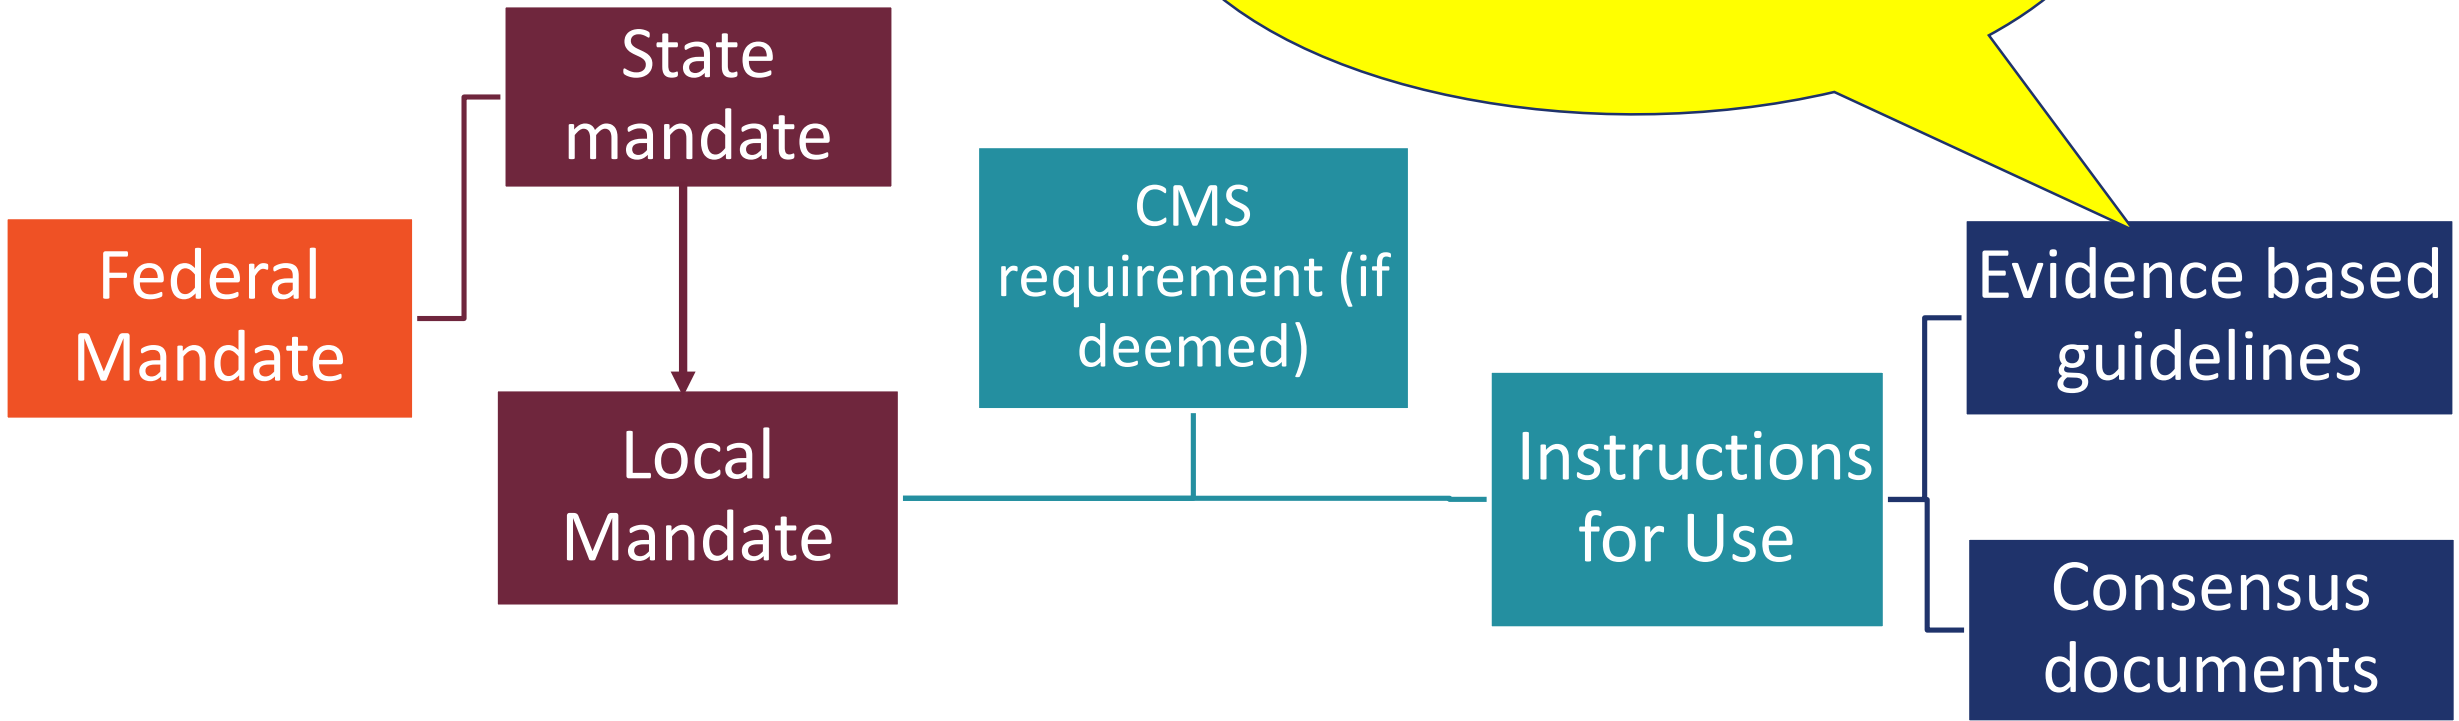 State
mandate
Federal
Mandate
Local
Mandate
CMS
requirement (if
deemed)
Instructions
for Use
Evidence based
guidelines
Consensus
documents